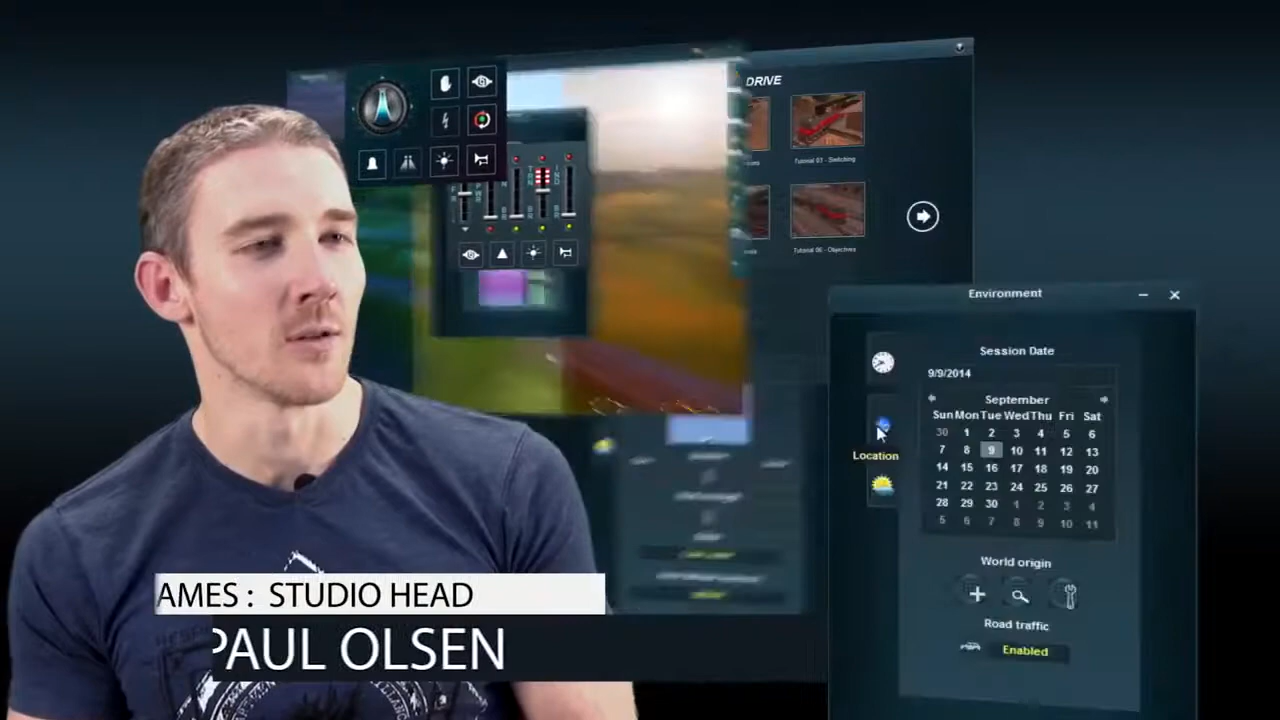 DRIVE
Tutorial 07 - Switching
Tutorial 06 - Objectives
Environment
Session Date
9/9/2014
September
Sun Mon Tue Wed Thu Fri Sat
30 1 2 3 4 5 6
7 8 9 10 11 12 13
14 15 16 17 18 19 20
21 22 23 24 25 26 27
28 29 30 1 2 3 4
5 6 7 8 9 10 11
Location
World origin
Road traffic
Enabled
AMES : STUDIO HEAD
PAUL OLSEN